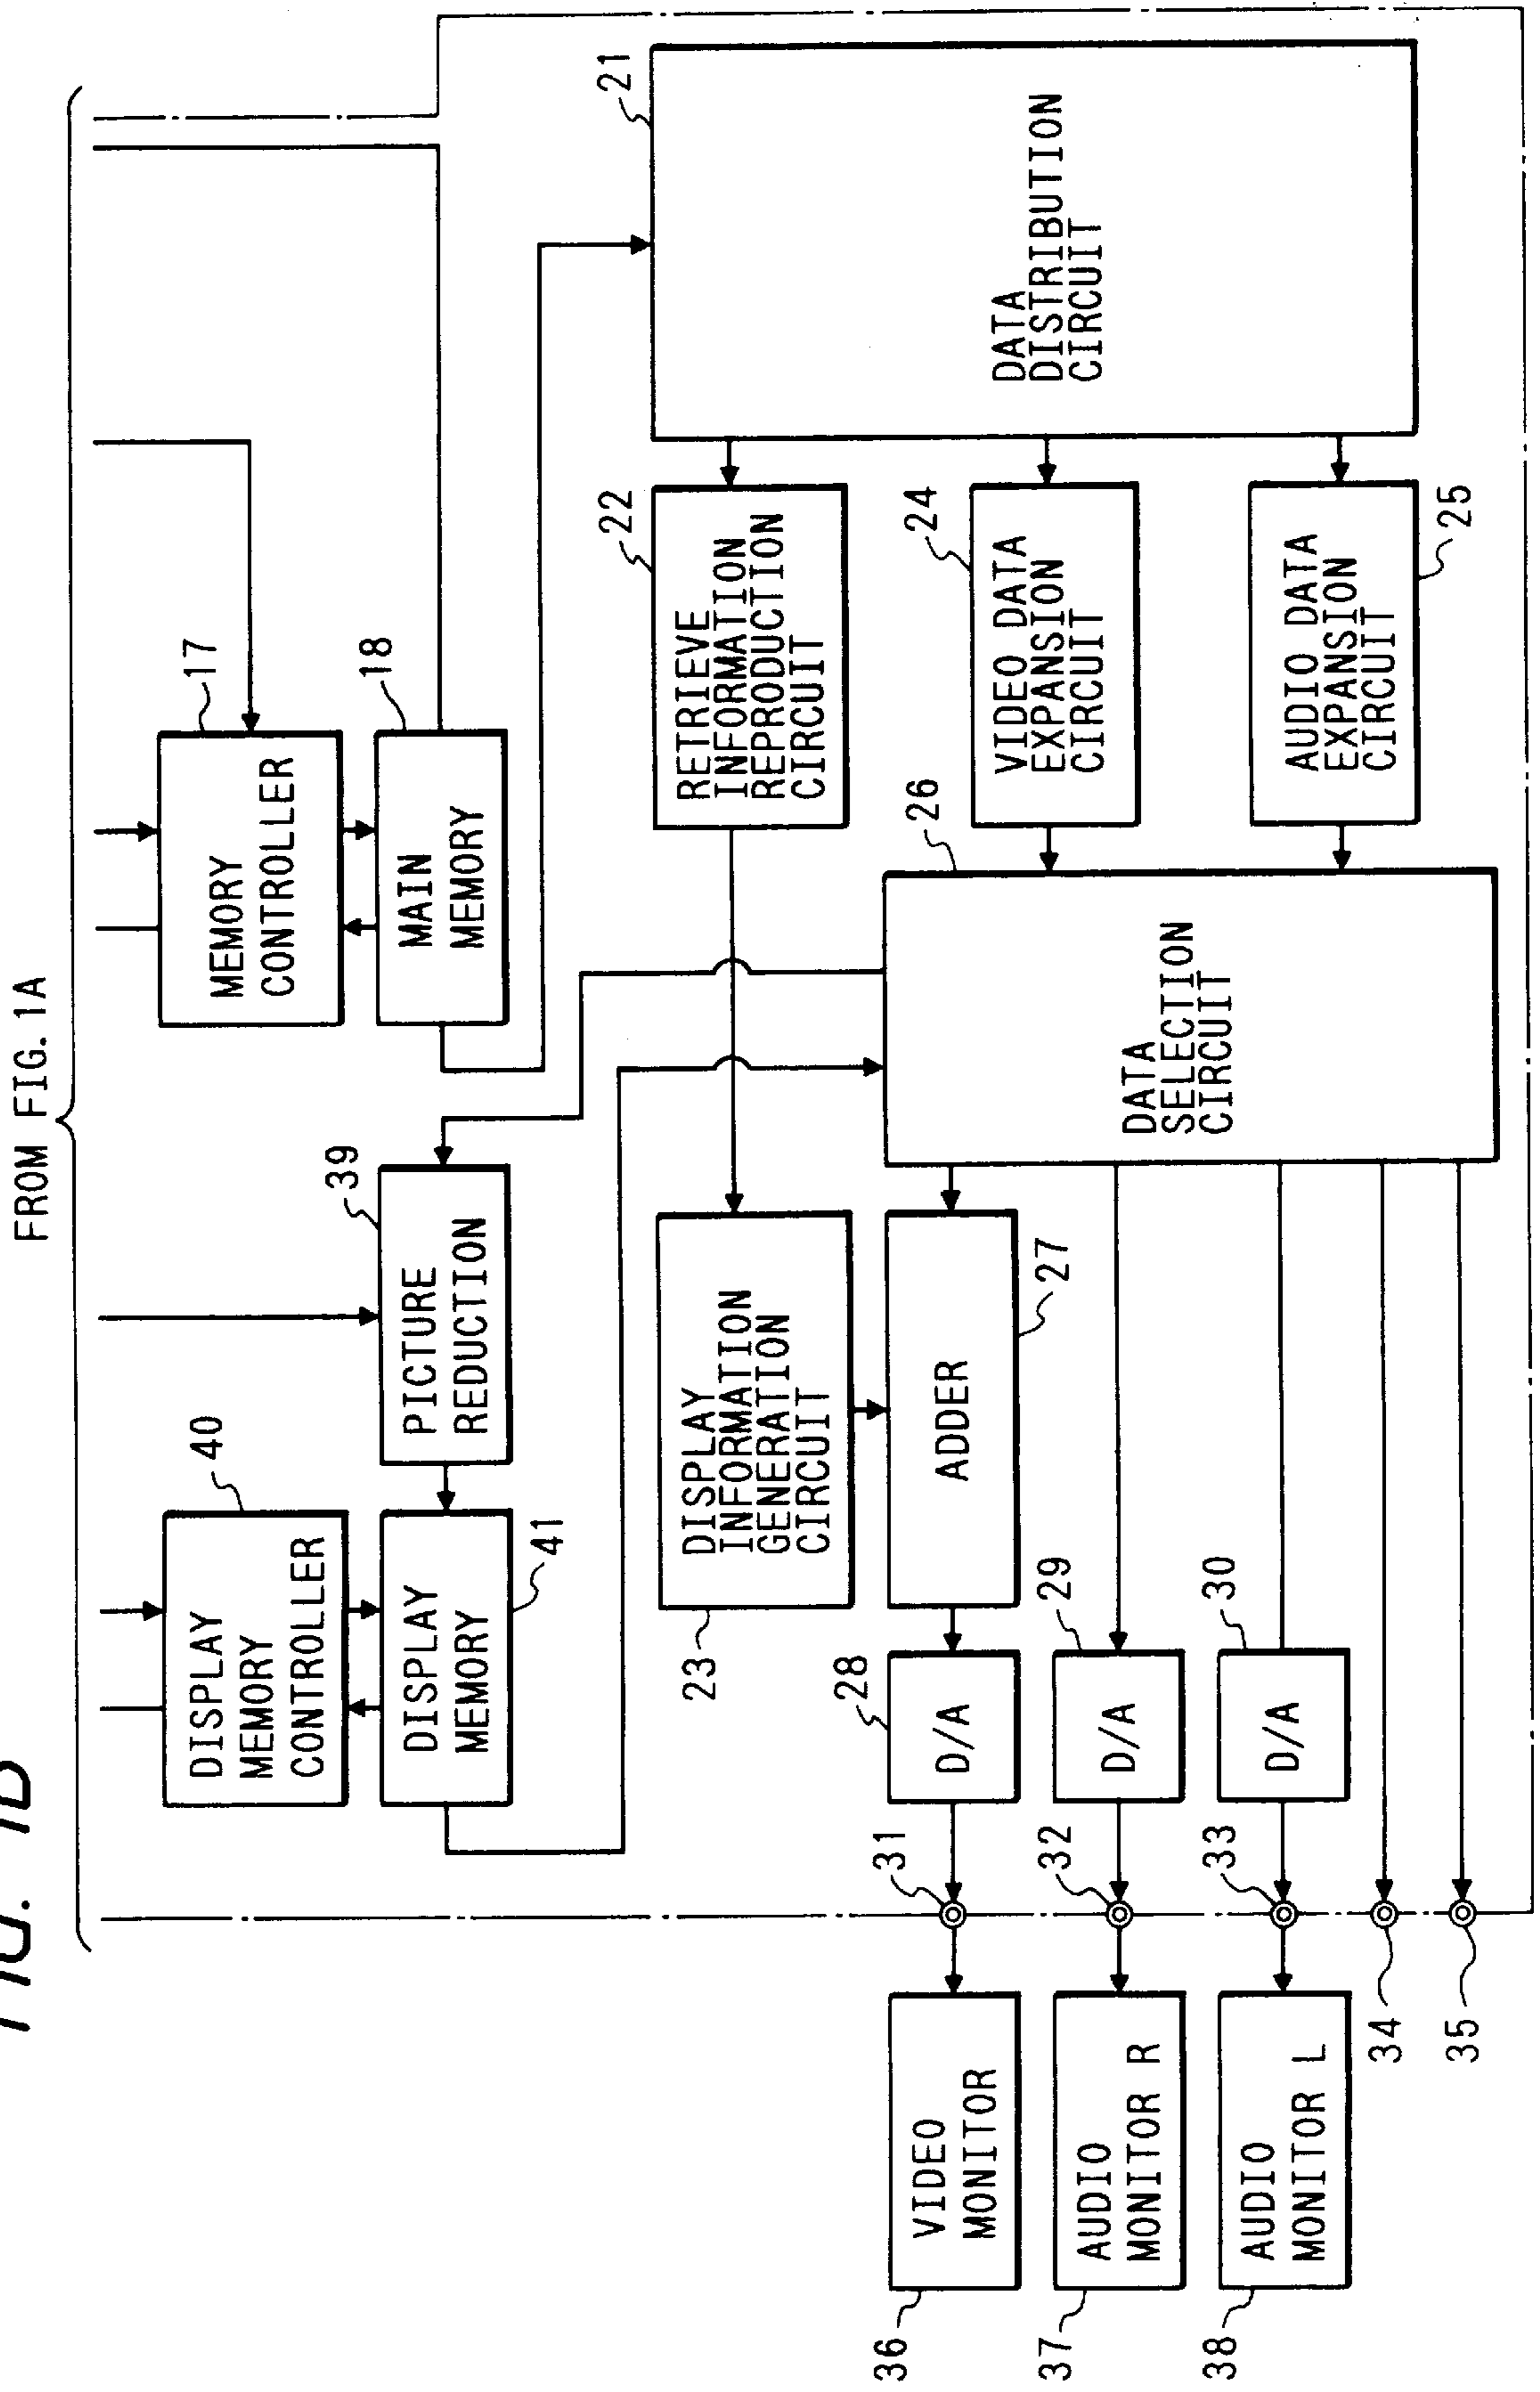 FIG. 1B
FROM FIG. 1A
DISPLAY
MEMORY
CONTROLLER
40
DISPLAY
MEMORY
41
PICTURE
REDUCTION
39
MEMORY
CONTROLLER
17
MAIN
MEMORY
18
DISPLAY
INFORMATION
GENERATION
CIRCUIT
23
RETRIEVE
INFORMATION
REPRODUCTION
CIRCUIT
22
DATA
DISTRIBUTION
CIRCUIT
21
VIDEO
MONITOR
36
31
D/A
28
ADDER
27
DATA
SELECTION
CIRCUIT
26
VIDEO DATA
EXPANSION
CIRCUIT
24
AUDIO
MONITOR R
37
32
D/A
29
AUDIO
MONITOR L
38
33
D/A
30
AUDIO DATA
EXPANSION
CIRCUIT
25
34
35